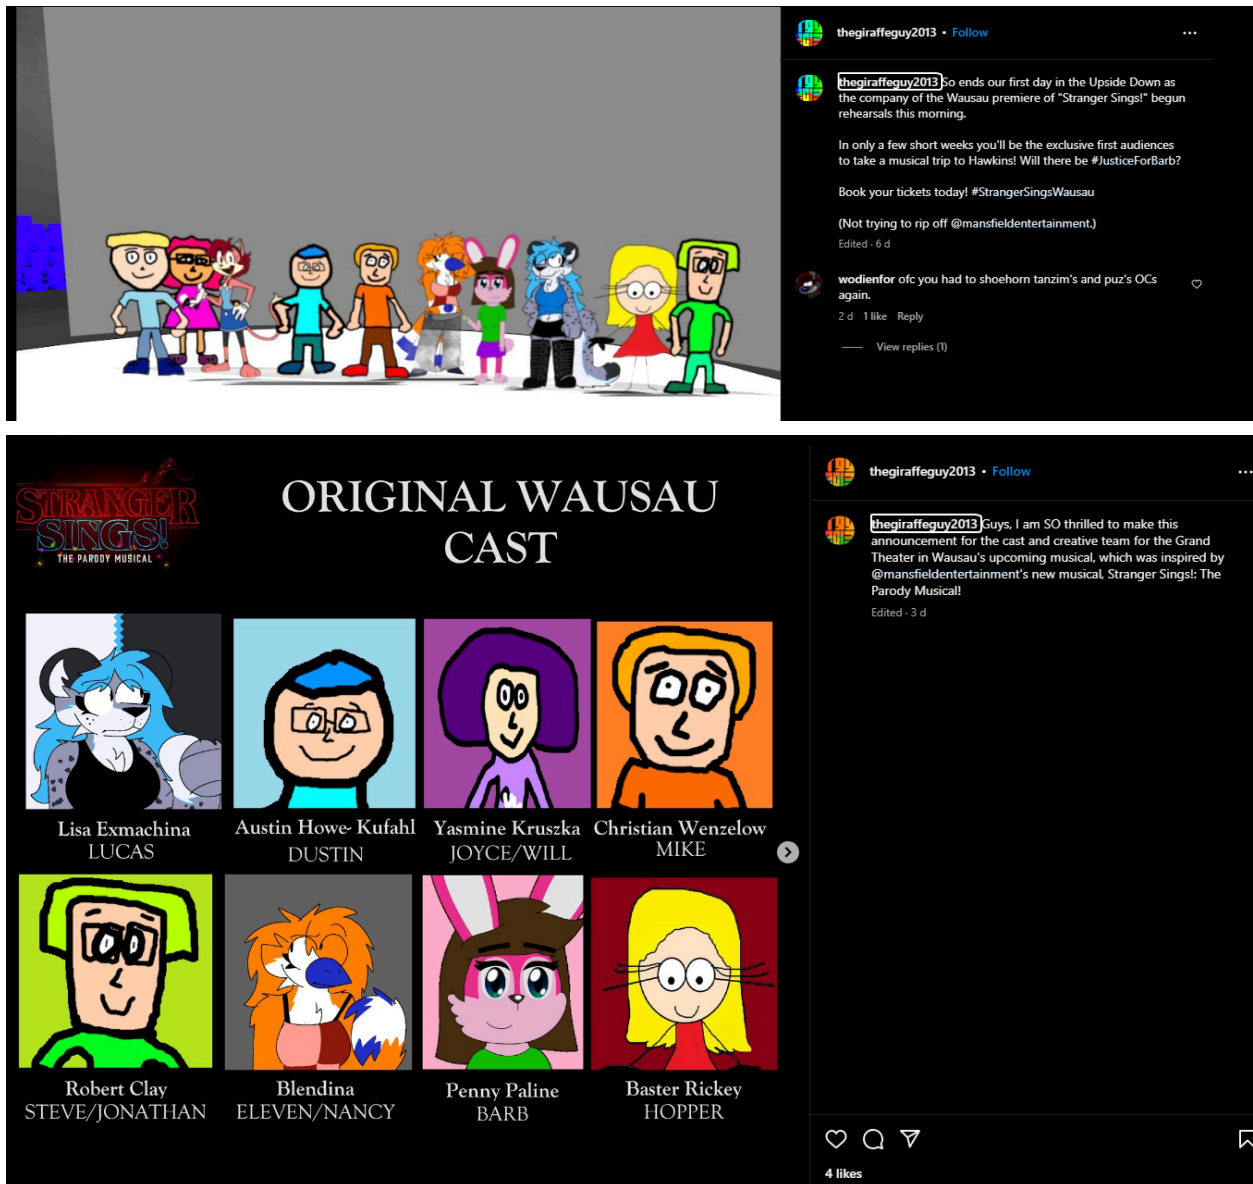 thegiraffeguy2013 • Follow
thegiraffeguy2013 So ends our first day in the Upside Down as
the company of the Wausau premiere of "Stranger Sings!" begun
rehearsals this morning.
In only a few short weeks you'll be the exclusive first audiences
to take a musical trip to Hawkins! Will there be #JusticeForBarb?
Book your tickets today! #StrangerSingsWausau
(Not trying to rip off @mansfieldentertainment.)
Edited · 6 d
wodienfor ofc you had to shoehorn tanzim's and puz's OCs
again.
2 d 1 like Reply
View replies (1)
STRANGER
SINGS!
THE PARODY MUSICAL
ORIGINAL WAUSAU
CAST
Lisa Exmachina
LUCAS
Austin Howe- Kufahl
DUSTIN
Yasmine Kruszka
JOYCE/WILL
Christian Wenzelow
MIKE
Robert Clay
STEVE/JONATHAN
Blendina
ELEVEN/NANCY
Penny Paline
BARB
Baster Rickey
HOPPER
thegiraffeguy2013 • Follow
thegiraffeguy2013 Guys, I am SO thrilled to make this
announcement for the cast and creative team for the Grand
Theater in Wausau's upcoming musical, which was inspired by
@mansfieldentertainment's new musical, Stranger Sings!: The
Parody Musical!
Edited · 3 d
4 likes